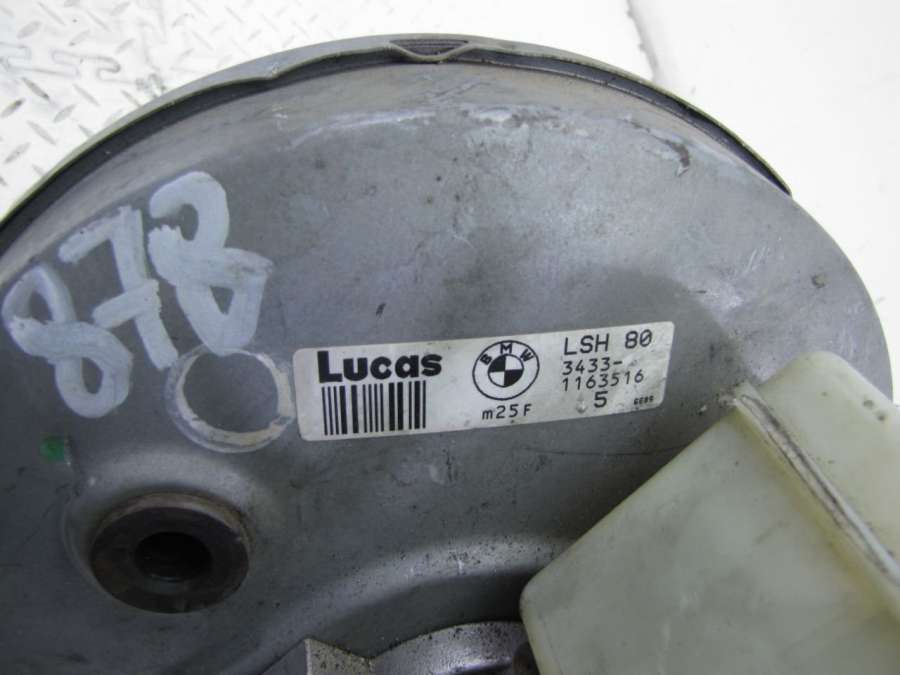 878
Lucas
BMW
m25F
LSH 80
3433-
1163516
5